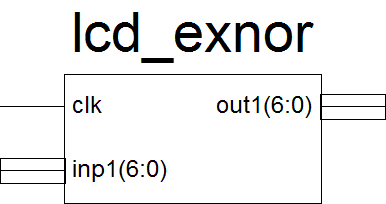 lcd_exnor
clk out1(6:0)
inp1(6:0)